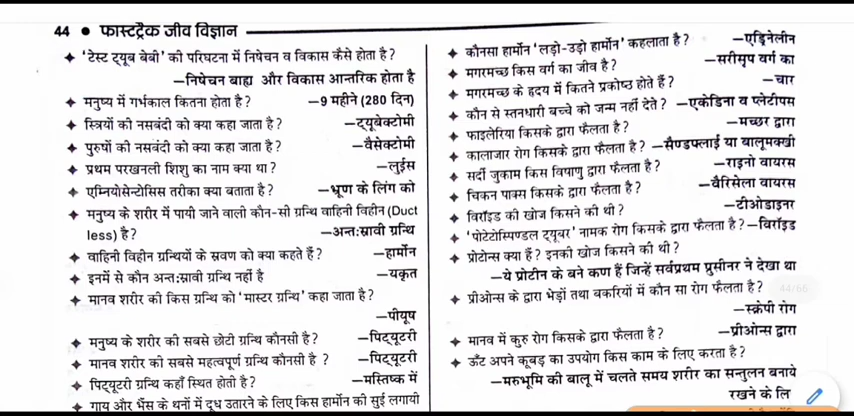 44 ● फास्टट्रैक जीव विज्ञान
✦ 'टेस्ट ट्यूब बेबी' की परिघटना में निषेचन व विकास कैसे होता है?
—निषेचन बाह्य और विकास आन्तरिक होता है
✦ मनुष्य में गर्भकाल कितना होता है? —9 महीने (280 दिन)
✦ स्त्रियों की नसबंदी को क्या कहा जाता है? —ट्यूबेक्टोमी
✦ पुरुषों की नसबंदी को क्या कहा जाता है? —वैसेक्टोमी
✦ प्रथम परखनली शिशु का नाम क्या था? —लुईस
✦ एम्नियोसेन्टोसिस तरीका क्या बताता है? —भ्रूण के लिंग को
✦ मनुष्य के शरीर में पायी जाने वाली कौन-सी ग्रन्थि वाहिनी विहीन (Duct
less) है? —अन्त:स्रावी ग्रन्थि
✦ वाहिनी विहीन ग्रन्थियों के स्रवण को क्या कहते हैं? —हार्मोन
✦ इनमें से कौन अन्त:स्रावी ग्रन्थि नहीं है —यकृत
✦ मानव शरीर की किस ग्रन्थि को 'मास्टर ग्रन्थि' कहा जाता है?
—पीयूष
✦ मनुष्य के शरीर की सबसे छोटी ग्रन्थि कौनसी है? —पिट्यूटरी
✦ मानव शरीर की सबसे महत्वपूर्ण ग्रन्थि कौनसी है ? —पिट्यूटरी
✦ पिट्यूटरी ग्रन्थि कहाँ स्थित होती है? —मस्तिष्क में
✦ गाय और भैंस के थनों में दूध उतारने के लिए किस हार्मोन की सुई लगायी
✦ कौनसा हार्मोन 'लड़ो-उड़ो हार्मोन' कहलाता है? —एड्रिनेलीन
✦ मगरमच्छ किस वर्ग का जीव है? —सरीसृप वर्ग का
✦ मगरमच्छ के हृदय में कितने प्रकोष्ठ होते हैं? —चार
✦ कौन से स्तनधारी बच्चे को जन्म नहीं देते? —एकेडिना व प्लेटीपस
✦ फाइलेरिया किसके द्वारा फैलता है? —मच्छर द्वारा
✦ कालाजार रोग किसके द्वारा फैलता है? —सैण्डफ्लाई या बालूमक्खी
✦ सर्दी जुकाम किस विषाणु द्वारा फैलता है? —राइनो वायरस
✦ चिकन पाक्स किसके द्वारा फैलता है? —वैरिसेला वायरस
✦ विरॉइड की खोज किसने की थी? —टीओडाइनर
✦ 'पोटेटोस्पिण्डल ट्यूबर' नामक रोग किसके द्वारा फैलता है?—विरॉइड
✦ प्रोटोन्स क्या हैं? इनकी खोज किसने की थी?
—ये प्रोटीन के बने कण हैं जिन्हें सर्वप्रथम प्रुसीनर ने देखा था
✦ प्रीओन्स के द्वारा भेड़ों तथा बकरियों में कौन सा रोग फैलता है? 44/66
—स्क्रेपी रोग
✦ मानव में कुरु रोग किसके द्वारा फैलता है? —प्रीओन्स द्वारा
✦ ऊँट अपने कूबड़ का उपयोग किस काम के लिए करता है?
—मरुभूमि की बालू में चलते समय शरीर का सन्तुलन बनाये
रखने के लि